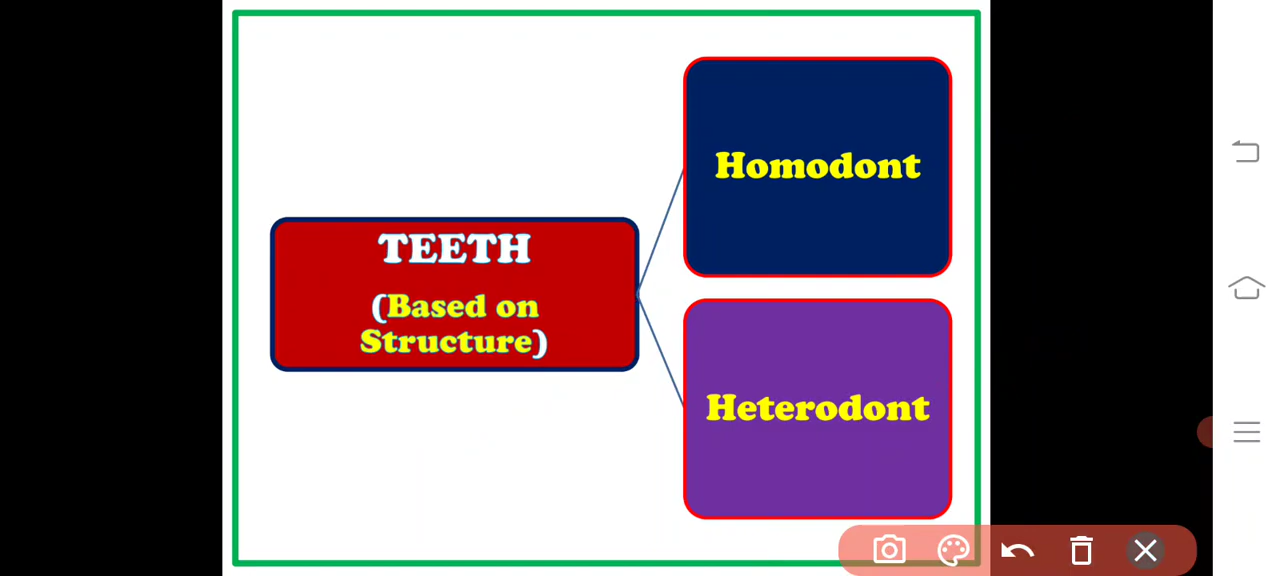 TEETH
(Based on
Structure)
Homodont
Heterodont